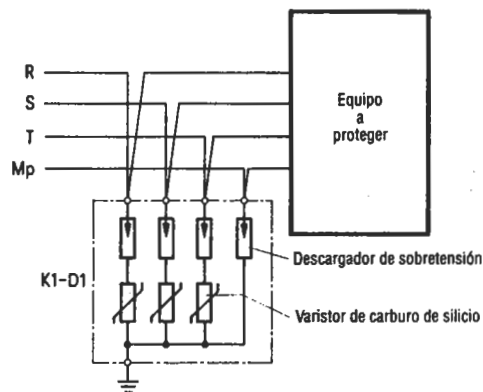 R
S
T
Mp
Equipo
a
proteger
K1-D1
Descargador de sobretensión
Varistor de carburo de silicio